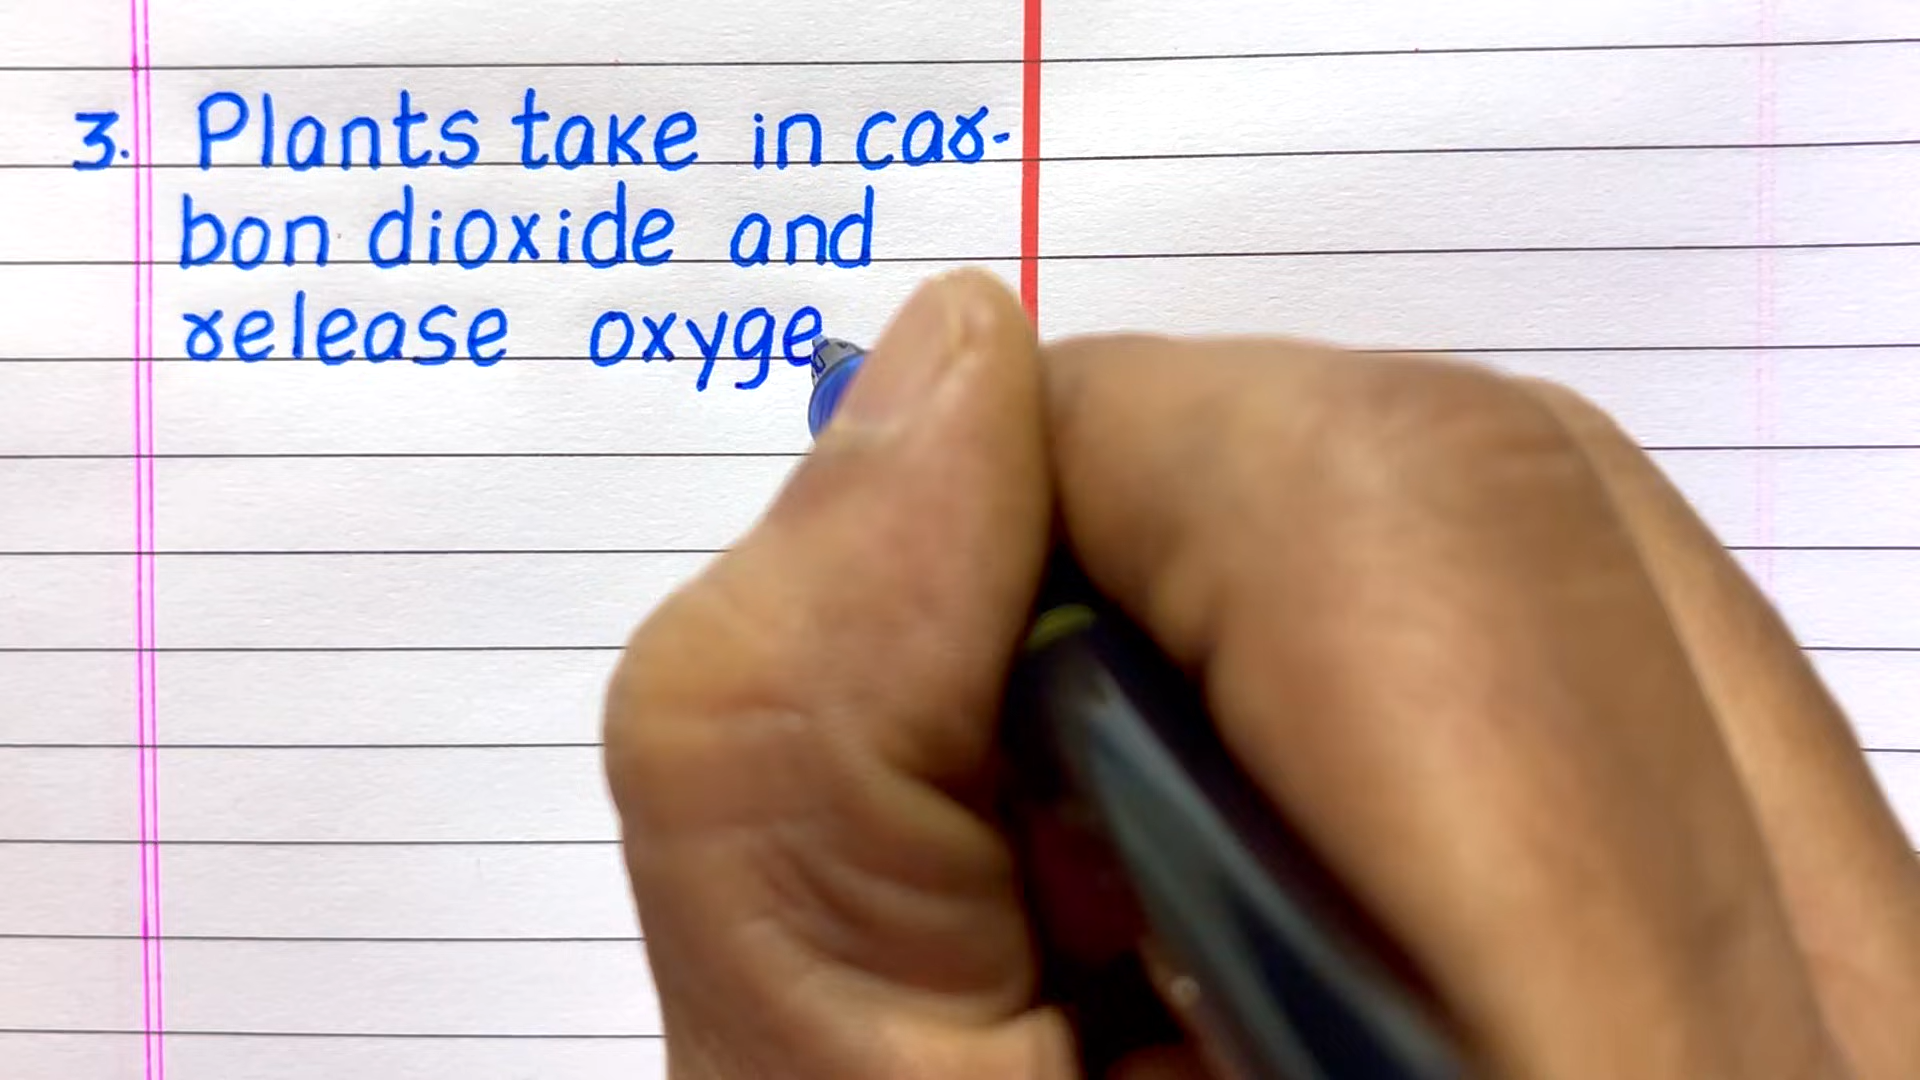 3. Plants take in car-
bon dioxide and
release oxyge